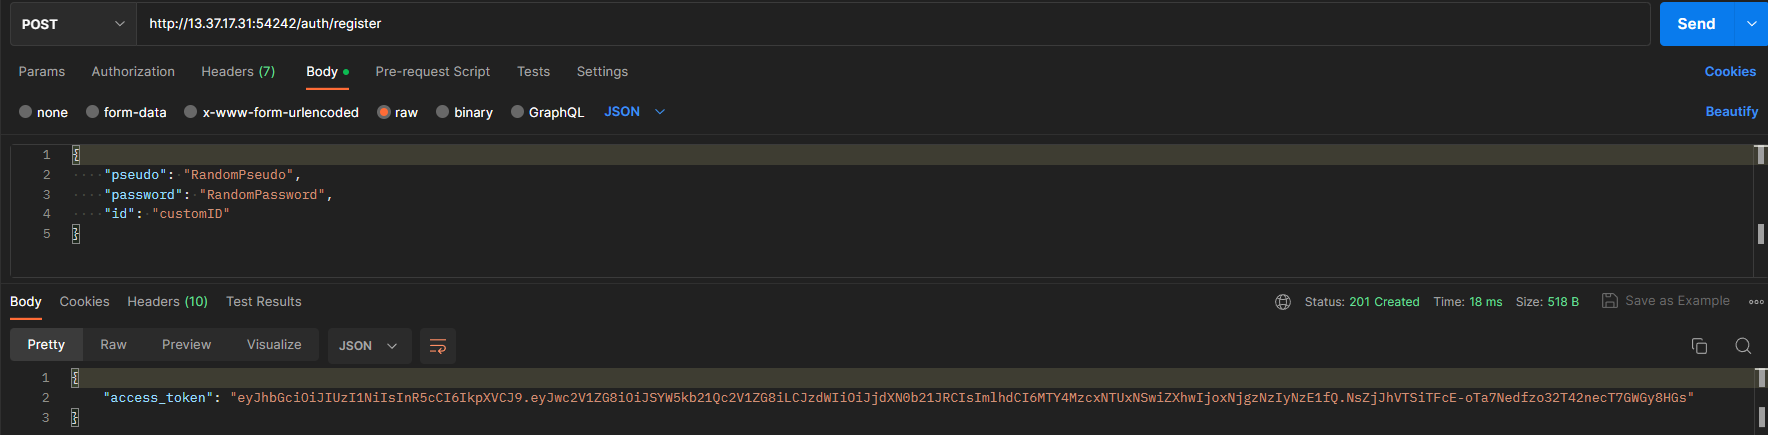 POST http://13.37.17.31:54242/auth/register Send
Params Authorization Headers (7) Body Pre-request Script Tests Settings Cookies
none form-data x-www-form-urlencoded raw binary GraphQL JSON Beautify
1 {
2 "pseudo": "RandomPseudo",
3 "password": "RandomPassword",
4 "id": "customID"
5 }
Body Cookies Headers (10) Test Results Status: 201 Created Time: 18 ms Size: 518 B Save as Example
Pretty Raw Preview Visualize JSON
1 {
2 "access_token": "eyJhbGciOiJIUzI1NiIsInR5cCI6IkpXVCJ9.eyJwc2V1ZG8iOiJSYW5kb21Qc2V1ZG8iLCJzdWIiOiJjdXN0b21JRCIsImlhdCI6MTY4MzcxNTUxNSwiZXhwIjoxNjgzNzIyNzE1fQ.NsZjJhVTSiTFcE-oTa7Nedfzo32T42necT7GWGy8HGs"
3 }